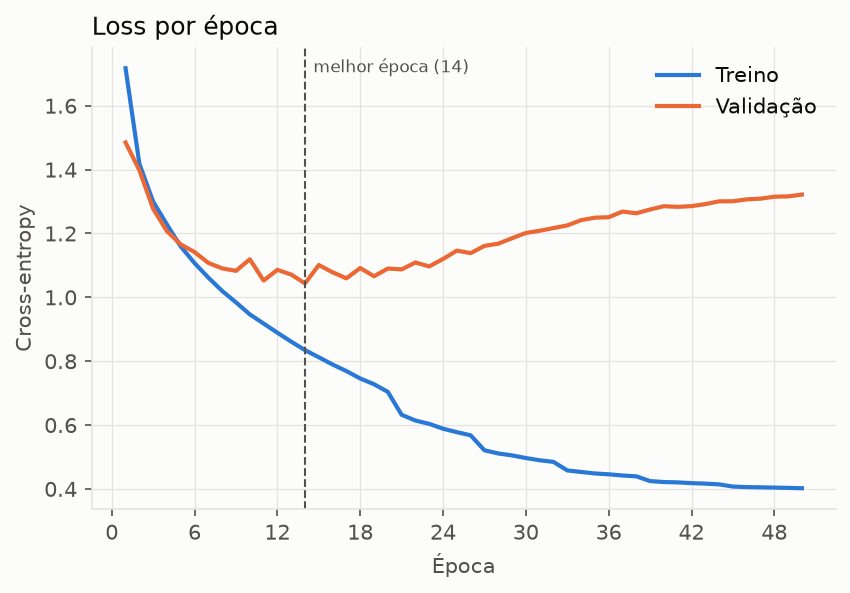 Loss por época
melhor época (14)
Treino
Validação
Cross-entropy
1.6
1.4
1.2
1.0
0.8
0.6
0.4
0 6 12 18 24 30 36 42 48
Época